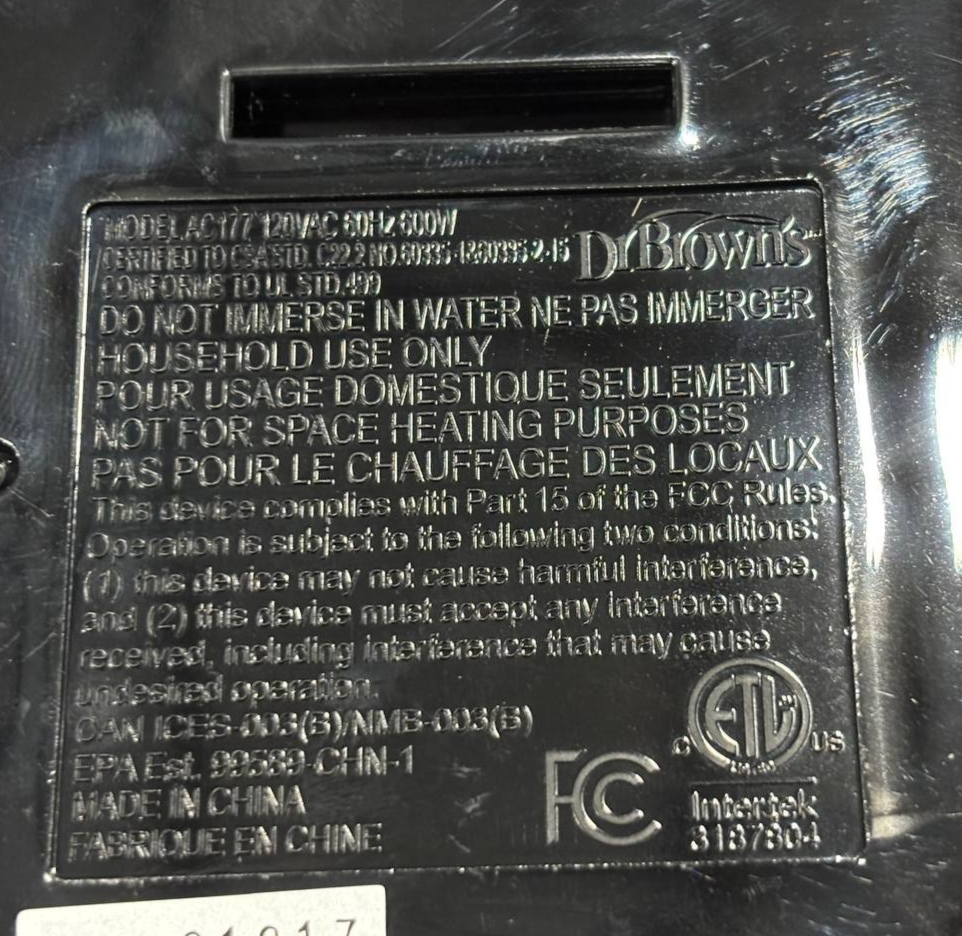 MODEL AC177 120VAC 60Hz 600W
Dr Brown's
CERTIFIED TO CSA STD. C22.2 NO.60335-1&60335-2-15
CONFORMS TO UL STD.499
DO NOT IMMERSE IN WATER NE PAS IMMERGER
HOUSEHOLD USE ONLY
POUR USAGE DOMESTIQUE SEULEMENT
NOT FOR SPACE HEATING PURPOSES
PAS POUR LE CHAUFFAGE DES LOCAUX
This device complies with Part 15 of the FCC Rules.
Operation is subject to the following two conditions:
(1) this device may not cause harmful interference,
and (2) this device must accept any interference
received, including interference that may cause
undesired operation.
CAN ICES-003(B)/NMB-003(B)
EPA Est. 99589-CHN-1
MADE IN CHINA
FABRIQUE EN CHINE
FC
C ETL US
Intertek
3187804